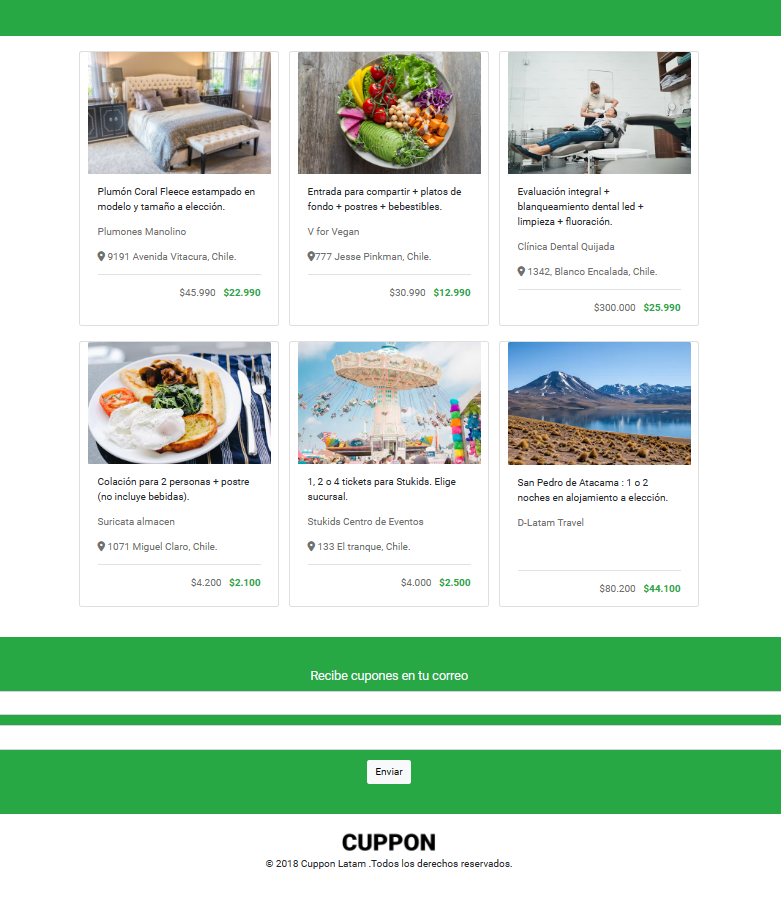 Plumón Coral Fleece estampado en
modelo y tamaño a elección.
Plumones Manolino
9191 Avenida Vitacura, Chile.
$45.990 $22.990
Entrada para compartir + platos de
fondo + postres + bebestibles.
V for Vegan
777 Jesse Pinkman, Chile.
$30.990 $12.990
Evaluación integral +
blanqueamiento dental led +
limpieza + fluoración.
Clínica Dental Quijada
1342, Blanco Encalada, Chile.
$300.000 $25.990
Colación para 2 personas + postre
(no incluye bebidas).
Suricata almacen
1071 Miguel Claro, Chile.
$4.200 $2.100
1, 2 o 4 tickets para Stukids. Elige
sucursal.
Stukids Centro de Eventos
133 El tranque, Chile.
$4.000 $2.500
San Pedro de Atacama : 1 o 2
noches en alojamiento a elección.
D-Latam Travel
$80.200 $44.100
Recibe cupones en tu correo
Enviar
CUPPON
© 2018 Cuppon Latam .Todos los derechos reservados.